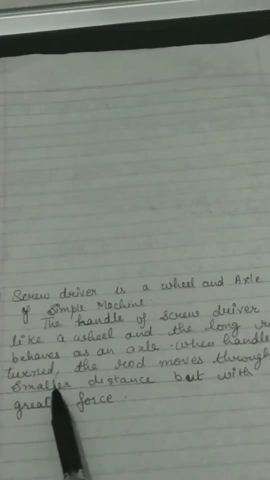 Screw driver is a wheel and Axle
of Simple Machine
The handle of screw driver
like a wheel and the long
behaves as an axle. when handle
turned, the rod moves through
smaller distance but with
great force.